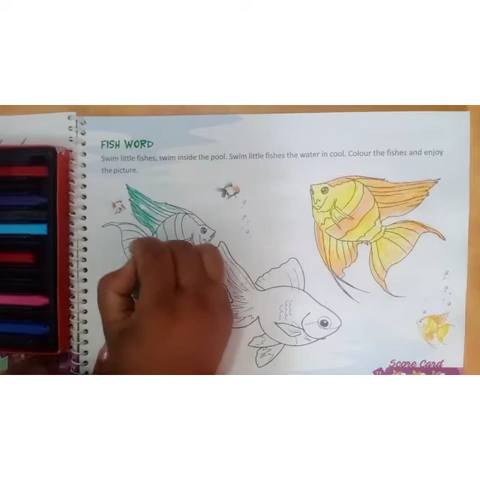 FISH WORD
Swim little fishes, swim inside the pool. Swim little fishes the water in cool. Colour the fishes and enjoy
the picture.
Score Card